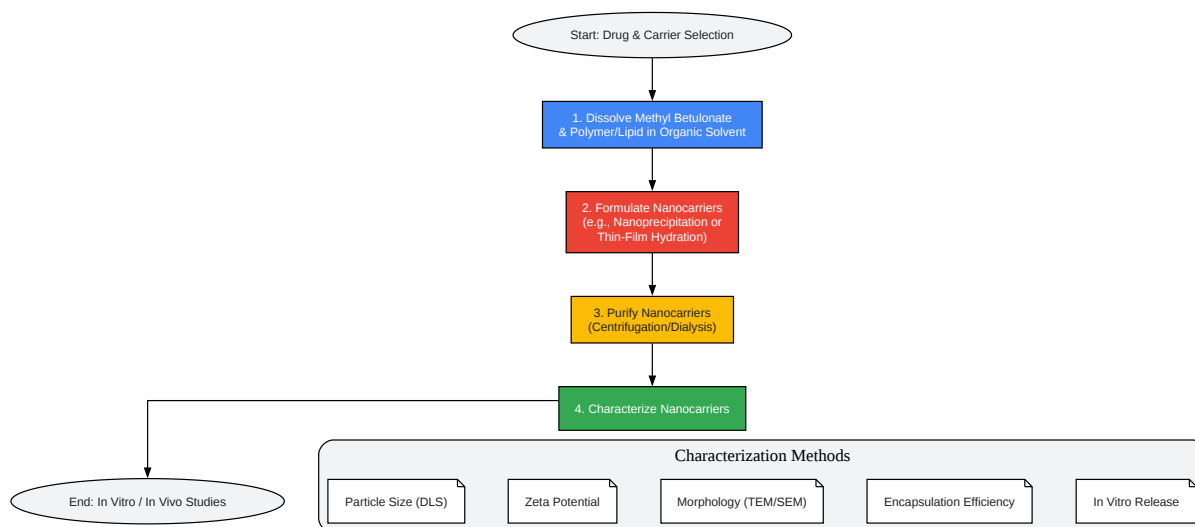 Start: Drug & Carrier Selection
1. Dissolve Methyl Betulonate
& Polymer/Lipid in Organic Solvent
2. Formulate Nanocarriers
(e.g., Nanoprecipitation or
Thin-Film Hydration)
3. Purify Nanocarriers
(Centrifugation/Dialysis)
4. Characterize Nanocarriers
Characterization Methods
End: In Vitro / In Vivo Studies
Particle Size (DLS)
Zeta Potential
Morphology (TEM/SEM)
Encapsulation Efficiency
In Vitro Release